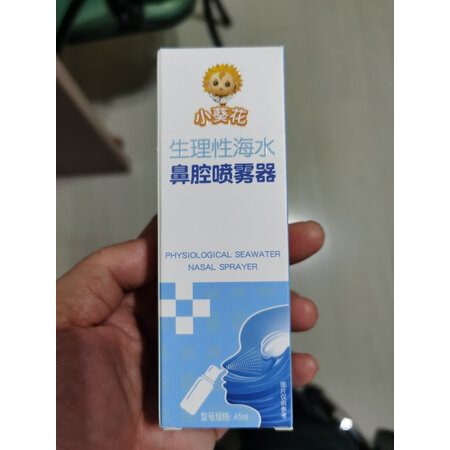 小葵花
生理性海水
鼻腔喷雾器
PHYSIOLOGICAL SEAWATER
NASAL SPRAYER
图片仅供参考
型号规格: 45ml